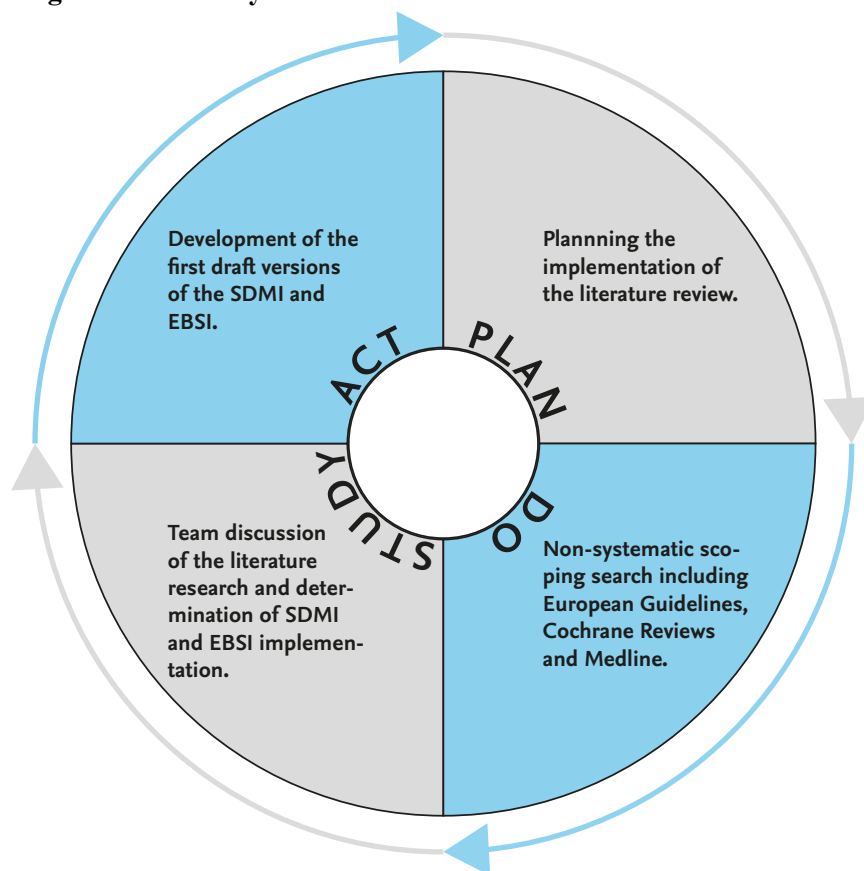 Development of the
first draft versions
of the SDMI and
EBSI.
Plannning the
implementation of
the literature review.
ACT
PLAN
STUDY
DO
Team discussion
of the literature
research and deter-
mination of SDMI
and EBSI implemen-
tation.
Non-systematic sco-
ping search including
European Guidelines,
Cochrane Reviews
and Medline.